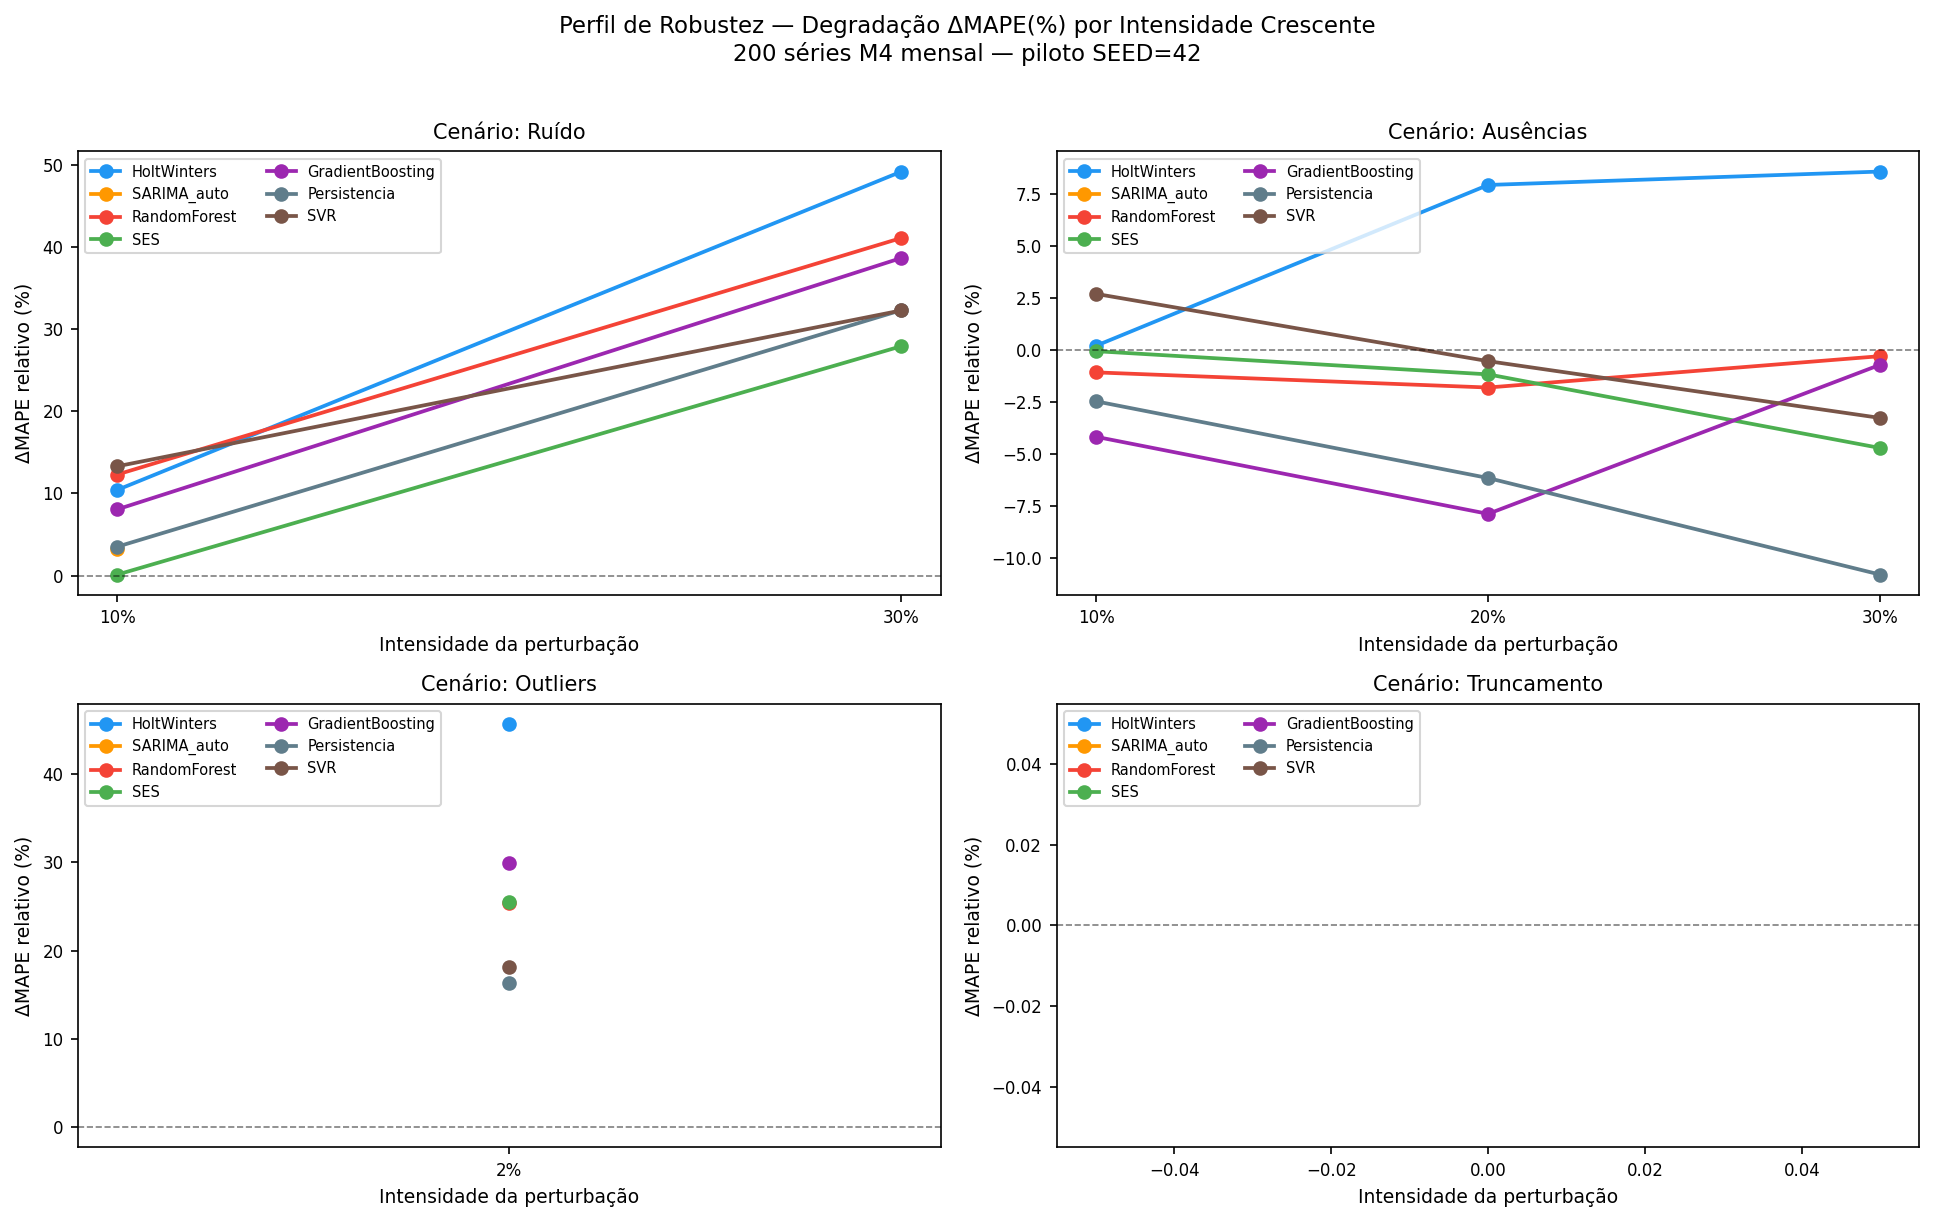 Perfil de Robustez — Degradação ΔMAPE(%) por Intensidade Crescente
200 séries M4 mensal — piloto SEED=42
Cenário: Ruído
HoltWinters
SARIMA_auto
RandomForest
SES
GradientBoosting
Persistencia
SVR
ΔMAPE relativo (%)
50
40
30
20
10
0
10%
30%
Intensidade da perturbação
Cenário: Ausências
HoltWinters
SARIMA_auto
RandomForest
SES
GradientBoosting
Persistencia
SVR
ΔMAPE relativo (%)
7.5
5.0
2.5
0.0
−2.5
−5.0
−7.5
−10.0
10%
20%
30%
Intensidade da perturbação
Cenário: Outliers
HoltWinters
SARIMA_auto
RandomForest
SES
GradientBoosting
Persistencia
SVR
ΔMAPE relativo (%)
40
30
20
10
0
2%
Intensidade da perturbação
Cenário: Truncamento
HoltWinters
SARIMA_auto
RandomForest
SES
GradientBoosting
Persistencia
SVR
ΔMAPE relativo (%)
0.04
0.02
0.00
−0.02
−0.04
−0.04
−0.02
0.00
0.02
0.04
Intensidade da perturbação